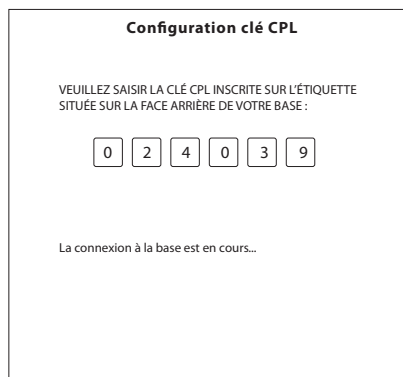 Configuration clé CPL
VEUILLEZ SAISIR LA CLÉ CPL INSCRITE SUR L'ÉTIQUETTE
SITUÉE SUR LA FACE ARRIÈRE DE VOTRE BASE :
0 2 4 0 3 9
La connexion à la base est en cours...